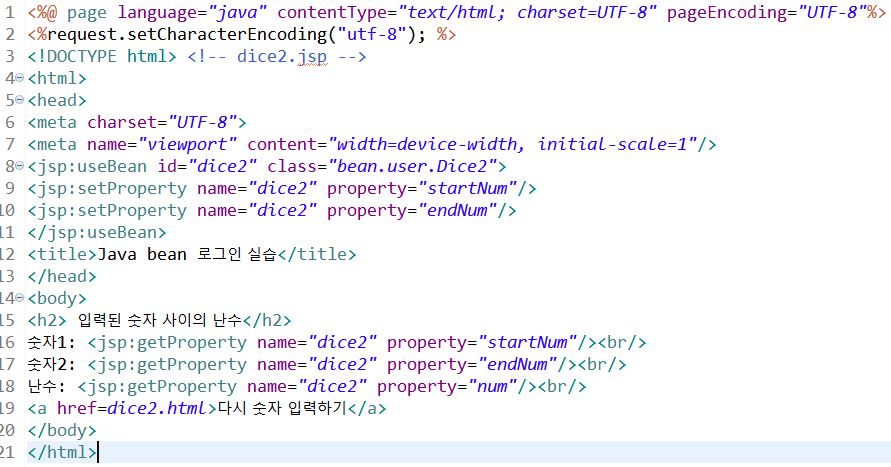 1 <%@ page language="java" contentType="text/html; charset=UTF-8" pageEncoding="UTF-8"%>
2 <%request.setCharacterEncoding("utf-8"); %>
3 <!DOCTYPE html> <!-- dice2.jsp -->
4 <html>
5 <head>
6 <meta charset="UTF-8">
7 <meta name="viewport" content="width=device-width, initial-scale=1"/>
8 <jsp:useBean id="dice2" class="bean.user.Dice2">
9 <jsp:setProperty name="dice2" property="startNum"/>
10 <jsp:setProperty name="dice2" property="endNum"/>
11 </jsp:useBean>
12 <title>Java bean 로그인 실습</title>
13 </head>
14 <body>
15 <h2> 입력된 숫자 사이의 난수</h2>
16 숫자1: <jsp:getProperty name="dice2" property="startNum"/><br/>
17 숫자2: <jsp:getProperty name="dice2" property="endNum"/><br/>
18 난수: <jsp:getProperty name="dice2" property="num"/><br/>
19 <a href=dice2.html>다시 숫자 입력하기</a>
20 </body>
21 </html>